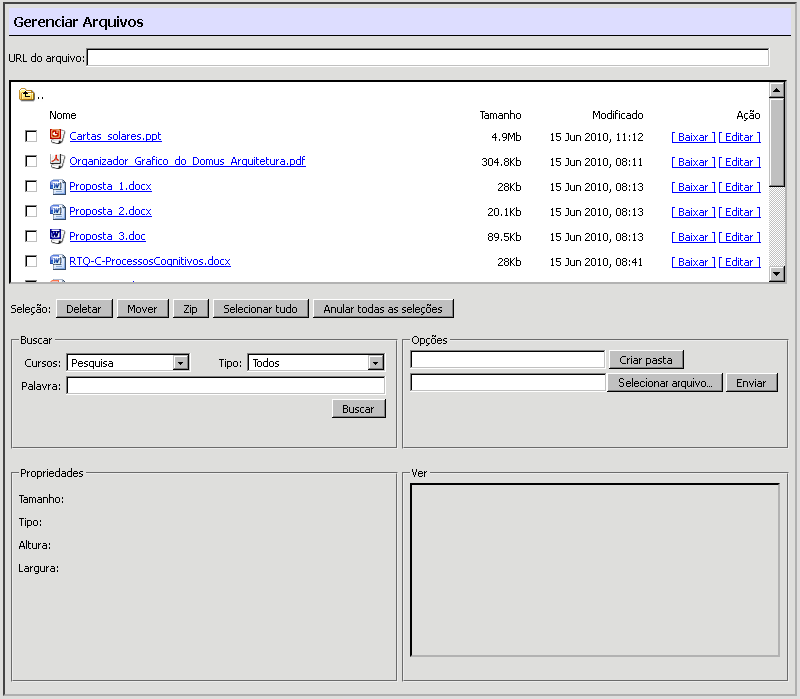 Gerenciar Arquivos
URL do arquivo:
..
Nome Tamanho Modificado Ação
Cartas_solares.ppt 4.9Mb 15 Jun 2010, 11:12 [ Baixar ] [ Editar ]
Organizador_Grafico_do_Domus_Arquitetura.pdf 304.8Kb 15 Jun 2010, 08:11 [ Baixar ] [ Editar ]
Proposta_1.docx 28Kb 15 Jun 2010, 08:13 [ Baixar ] [ Editar ]
Proposta_2.docx 20.1Kb 15 Jun 2010, 08:13 [ Baixar ] [ Editar ]
Proposta_3.doc 89.5Kb 15 Jun 2010, 08:13 [ Baixar ] [ Editar ]
RTQ-C-ProcessosCognitivos.docx 28Kb 15 Jun 2010, 08:41 [ Baixar ] [ Editar ]
Seleção: Deletar Mover Zip Selecionar tudo Anular todas as seleções
Buscar
Cursos: Pesquisa Tipo: Todos
Palavra:
Buscar
Opções
Criar pasta
Selecionar arquivo... Enviar
Propriedades
Tamanho:
Tipo:
Altura:
Largura:
Ver